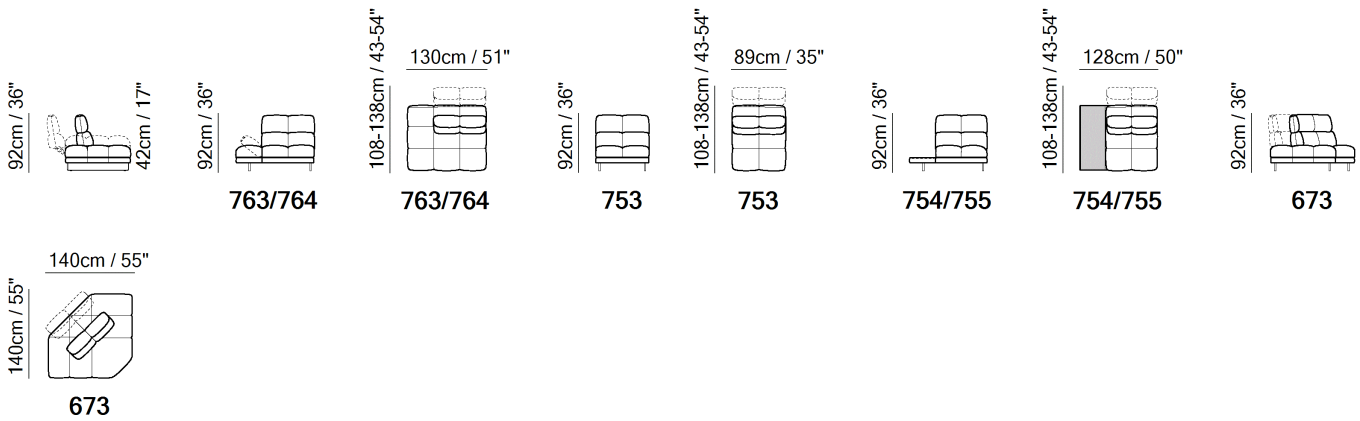 92cm / 36"
42cm / 17"
92cm / 36"
763/764
108-138cm / 43-54"
130cm / 51"
763/764
92cm / 36"
753
108-138cm / 43-54"
89cm / 35"
753
92cm / 36"
754/755
108-138cm / 43-54"
128cm / 50"
754/755
92cm / 36"
673
140cm / 55"
140cm / 55"
673